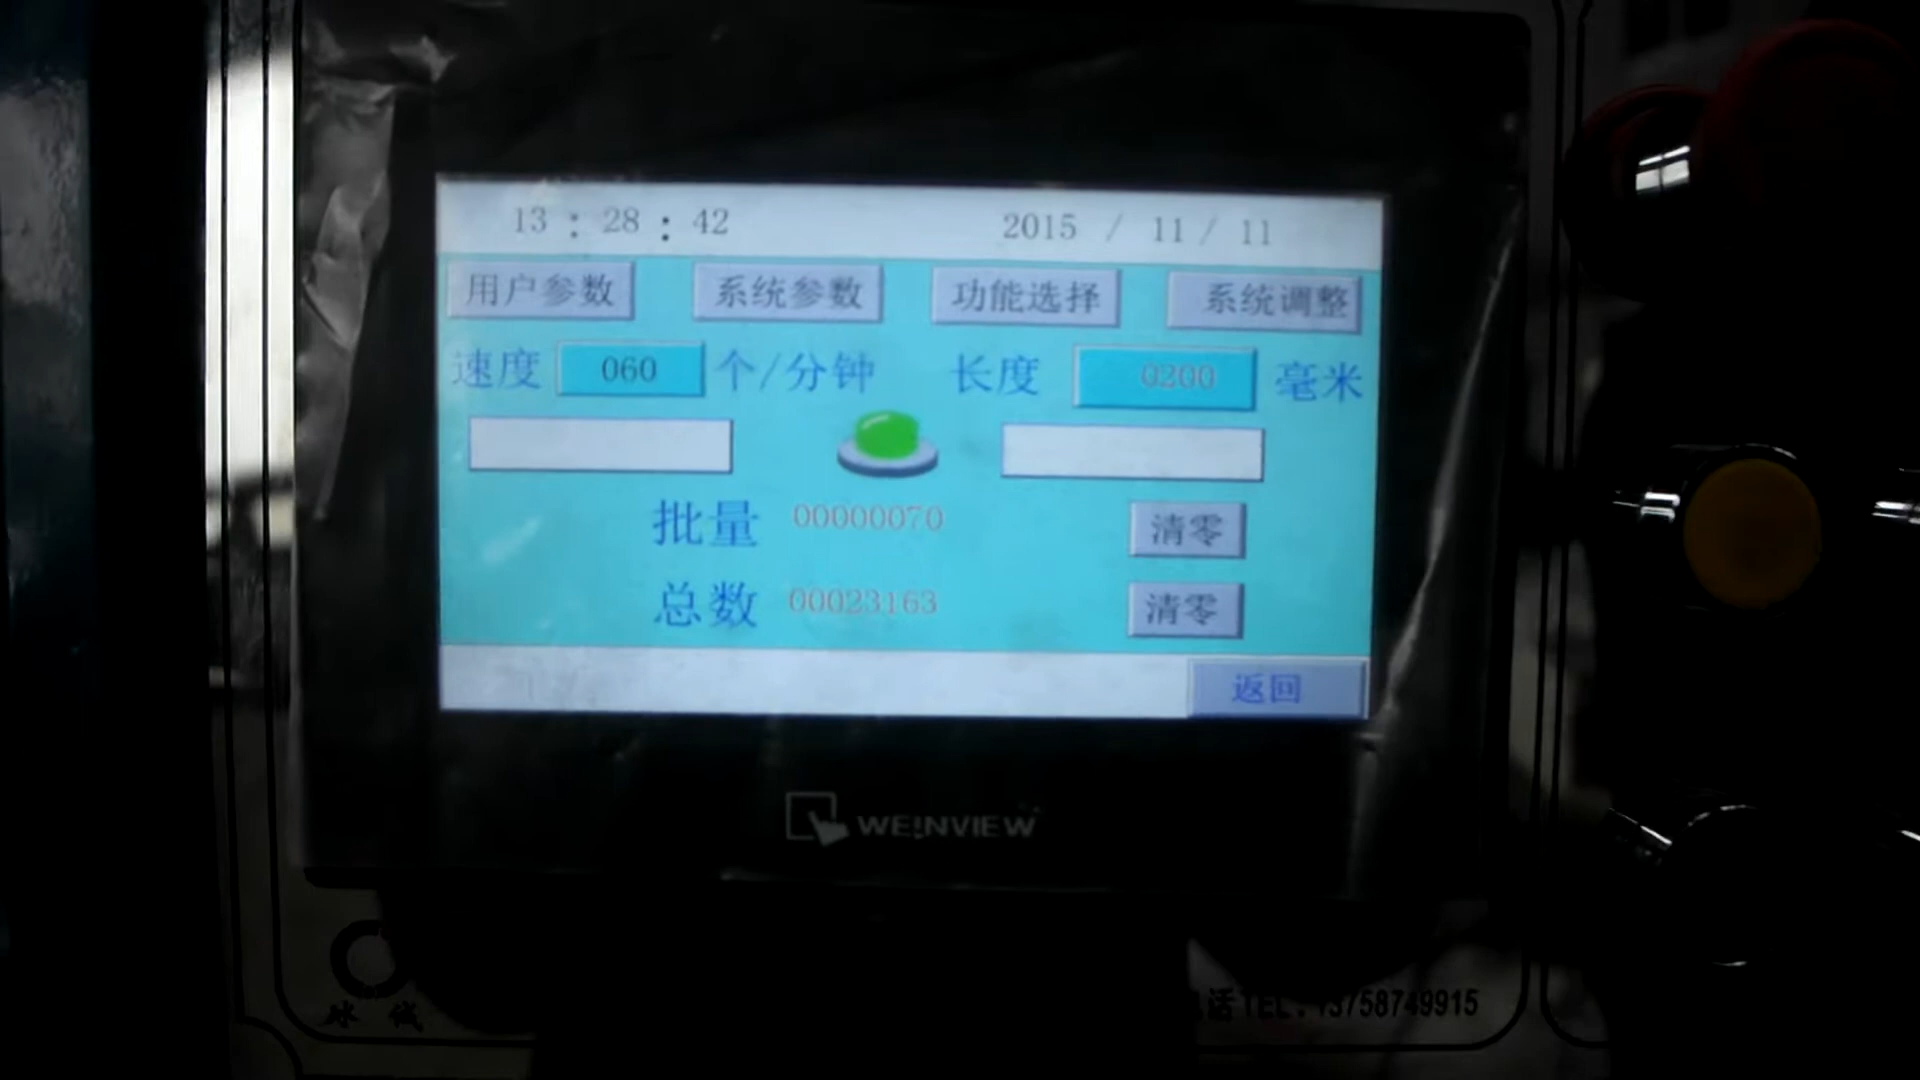 13 : 28 : 42 2015 / 11 / 11
用户参数 系统参数 功能选择 系统调整
速度 060 个/分钟 长度 0200 毫米
批量 00000070 清零
总数 00023163 清零
返回
WEINVIEW
话TEL:13758749915